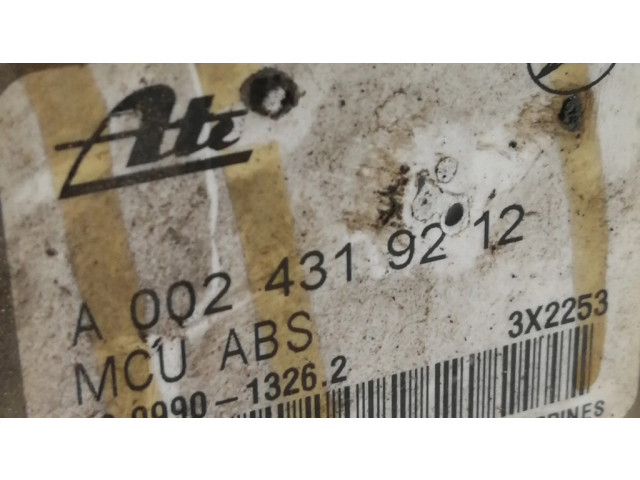 Ate
A 002 431 92 12
MCU ABS
3X2253
0990-1326.2